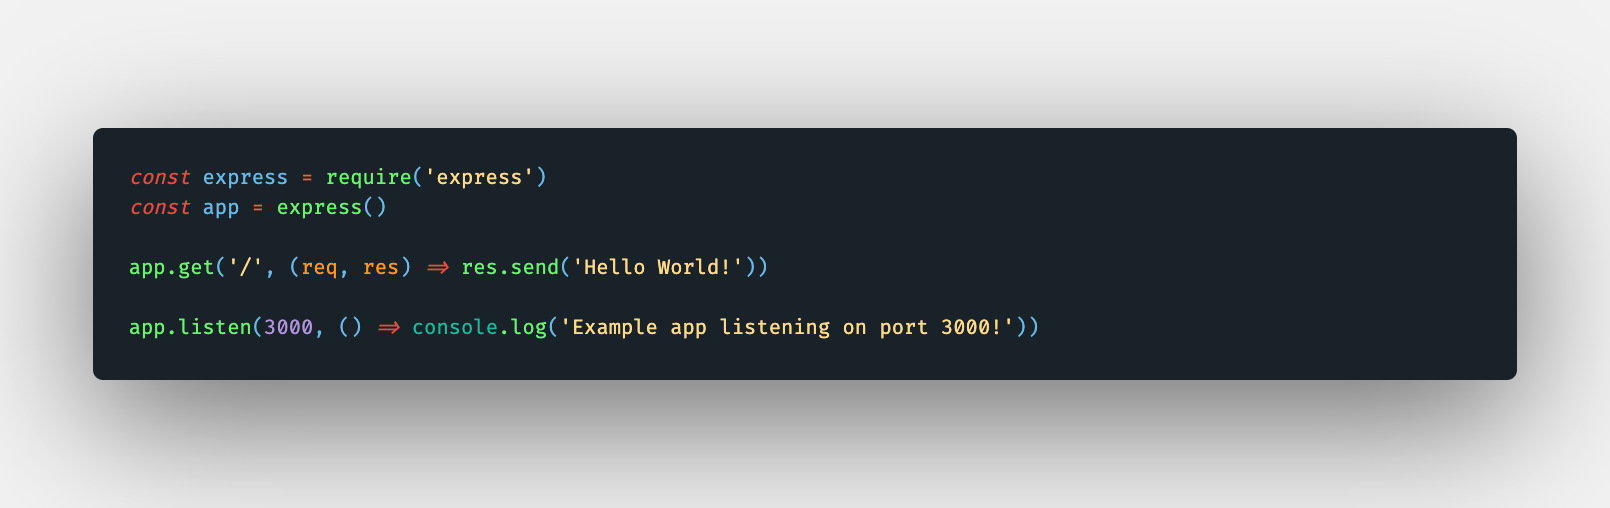 const express = require('express')
const app = express()
app.get('/', (req, res) => res.send('Hello World!'))
app.listen(3000, () => console.log('Example app listening on port 3000!'))